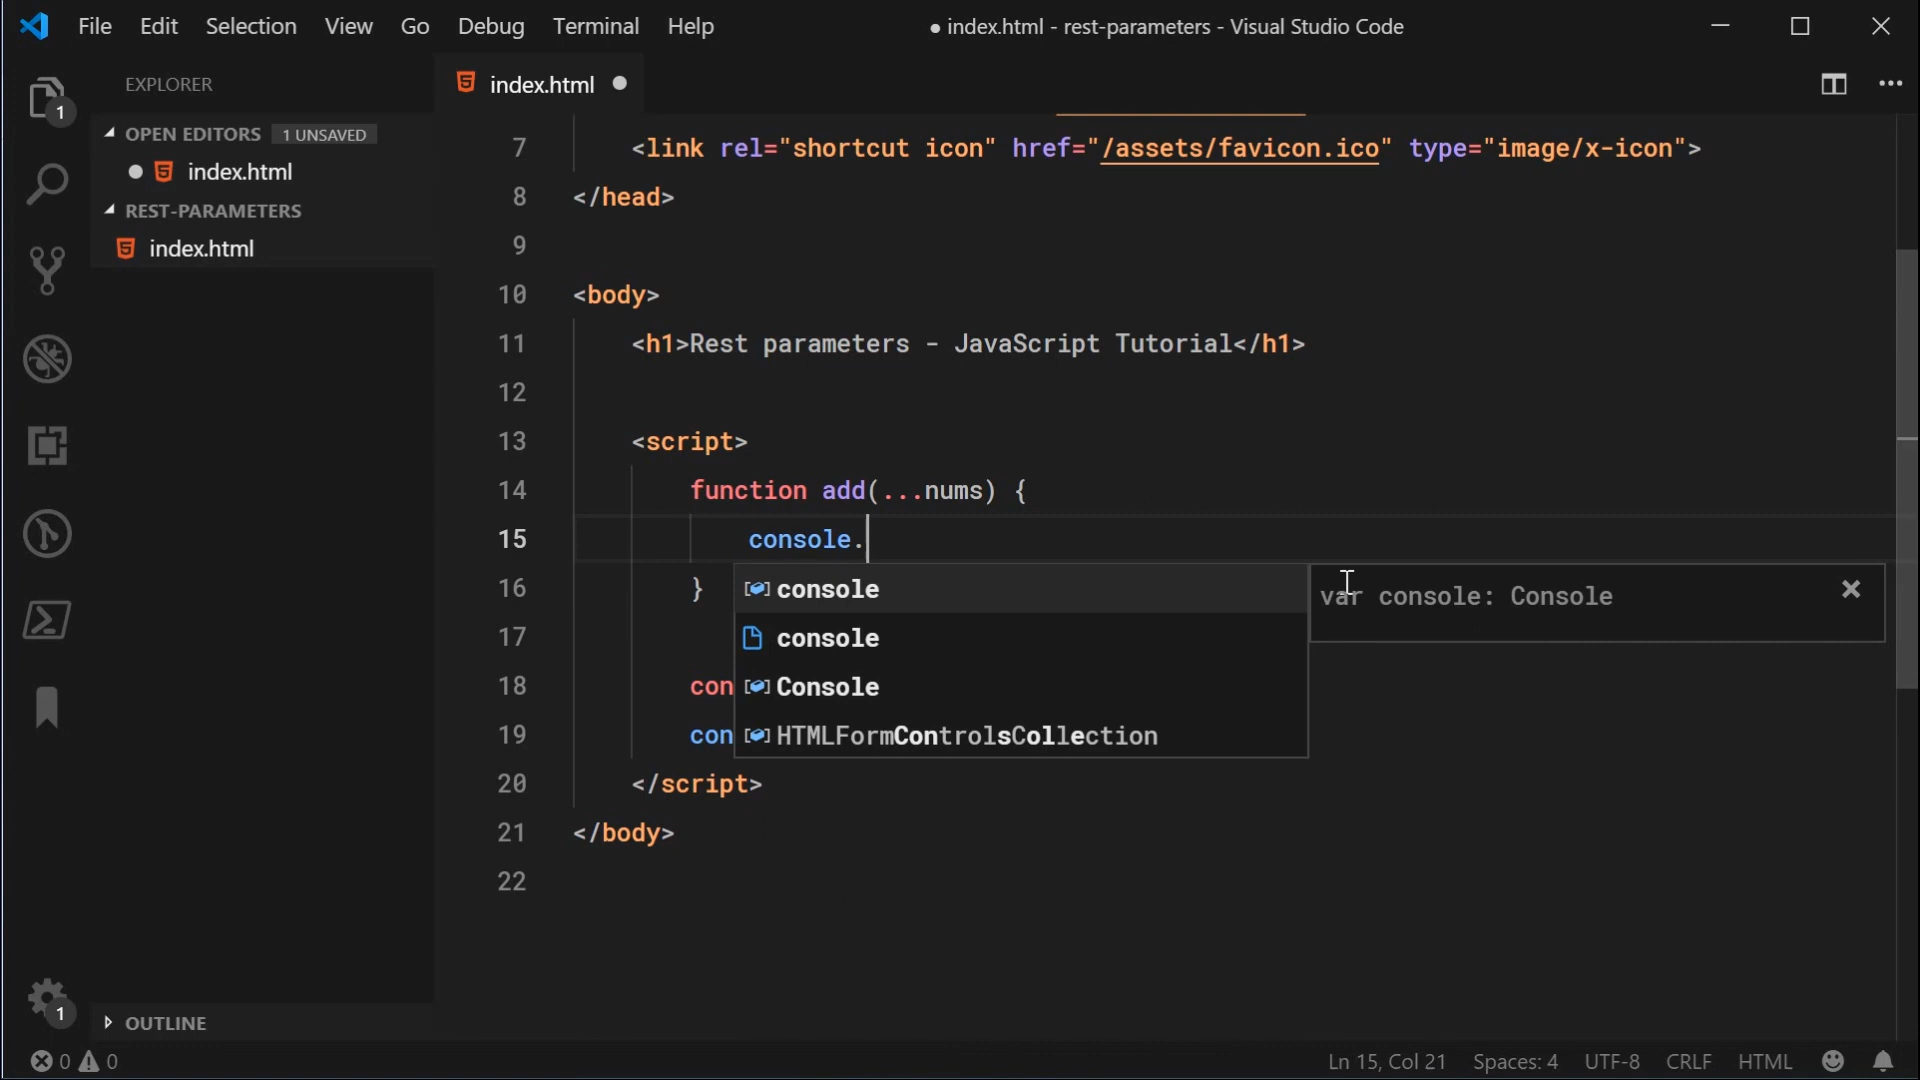 File Edit Selection View Go Debug Terminal Help
● index.html - rest-parameters - Visual Studio Code
EXPLORER
index.html
OPEN EDITORS 1 UNSAVED
index.html
REST-PARAMETERS
index.html
1
7 <link rel="shortcut icon" href="/assets/favicon.ico" type="image/x-icon">
8 </head>
9
10 <body>
11 <h1>Rest parameters - JavaScript Tutorial</h1>
12
13 <script>
14 function add(...nums) {
15 console.
16 }
17
18 con
19 con
20 </script>
21 </body>
22
console
console
Console
HTMLFormControlsCollection
var console: Console
1
OUTLINE
0 0
Ln 15, Col 21 Spaces: 4 UTF-8 CRLF HTML